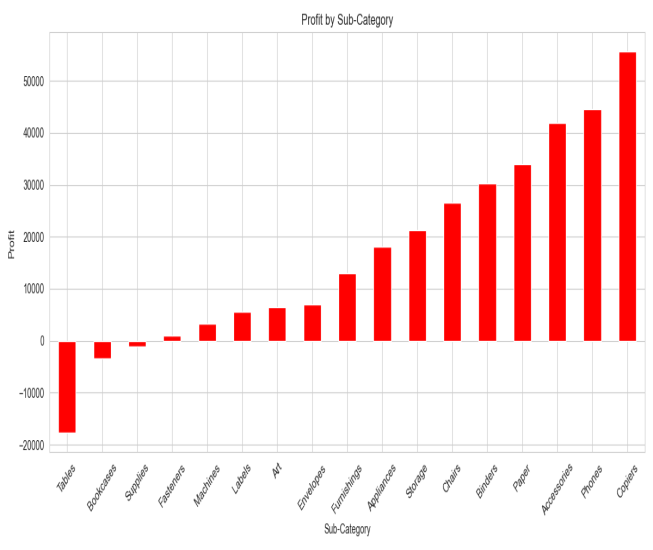 Profit by Sub-Category
Profit
50000
40000
30000
20000
10000
0
−10000
−20000
Tables
Bookcases
Supplies
Fasteners
Machines
Labels
Art
Envelopes
Furnishings
Appliances
Storage
Chairs
Binders
Paper
Accessories
Phones
Copiers
Sub-Category